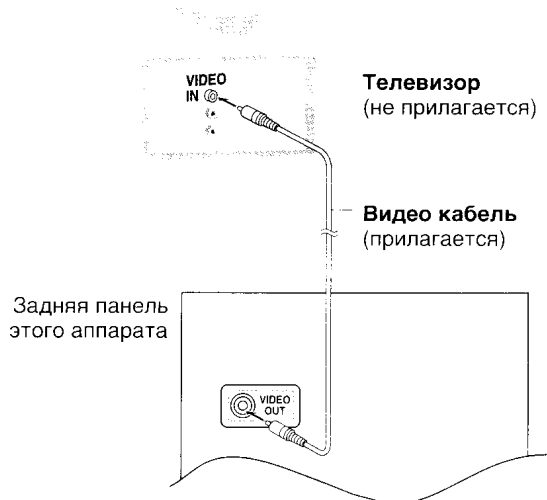 VIDEO
IN
Телевизор
(не прилагается)
Видео кабель
(прилагается)
Задняя панель
этого аппарата
VIDEO
OUT